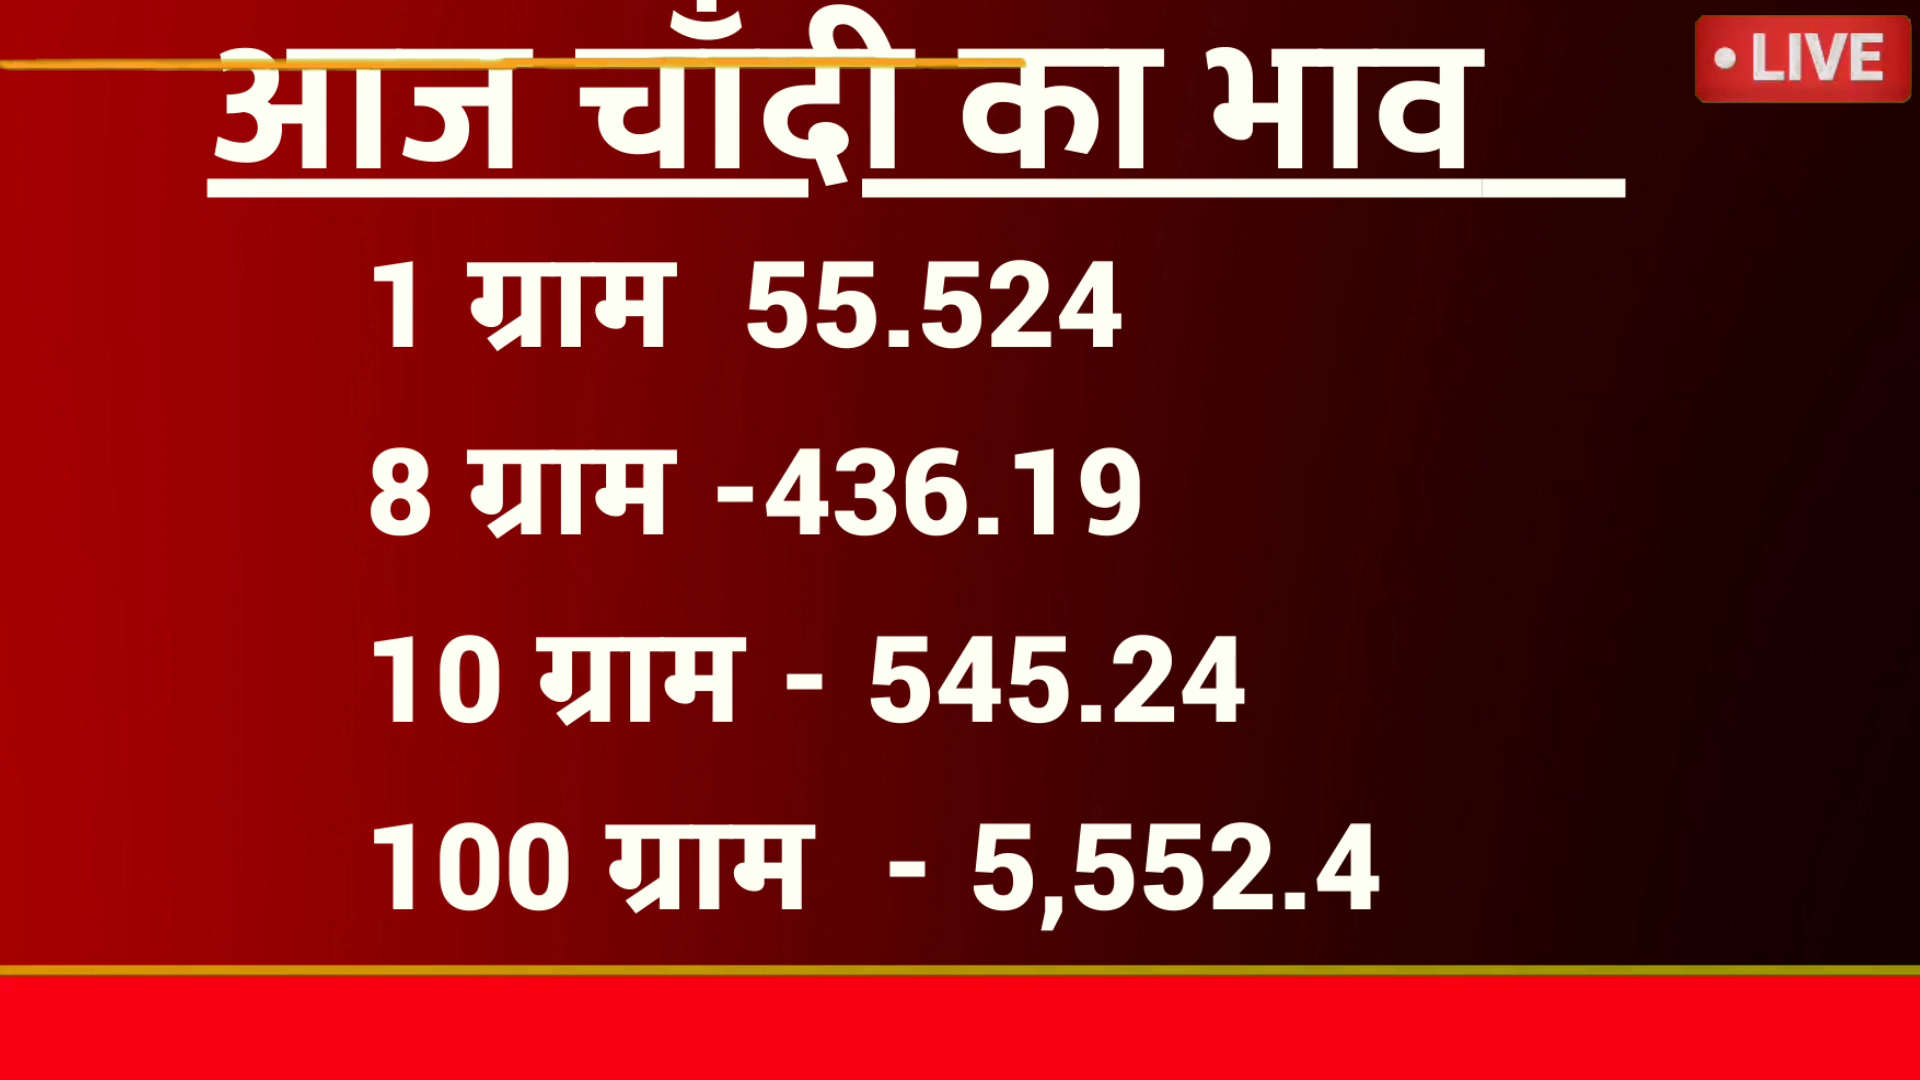 आज चाँदी का भाव
LIVE
1 ग्राम 55.524
8 ग्राम -436.19
10 ग्राम - 545.24
100 ग्राम - 5,552.4